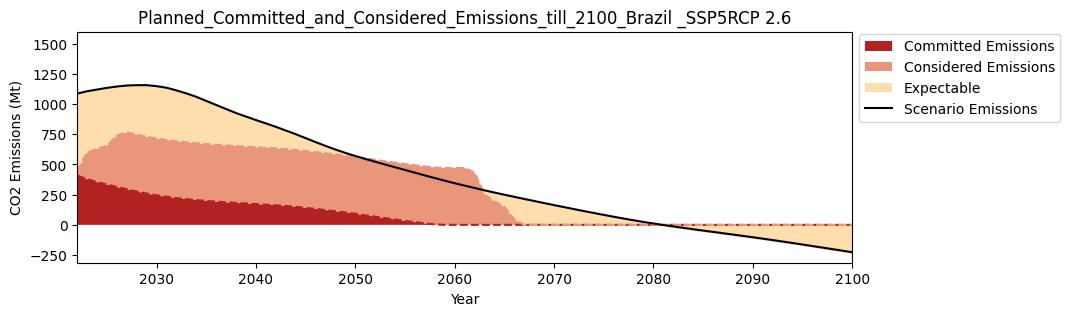 Planned_Committed_and_Considered_Emissions_till_2100_Brazil _SSP5RCP 2.6
CO2 Emissions (Mt)
1500
1250
1000
750
500
250
0
−250
2030
2040
2050
2060
2070
2080
2090
2100
Year
Committed Emissions
Considered Emissions
Expectable
Scenario Emissions